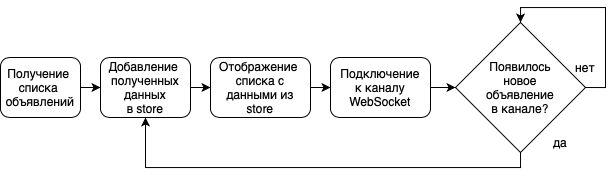 Получение
списка
объявлений
Добавление
полученных
данных
в store
Отображение
списка с
данными из
store
Подключение
к каналу
WebSocket
Появилось
новое
объявление
в канале?
нет
да